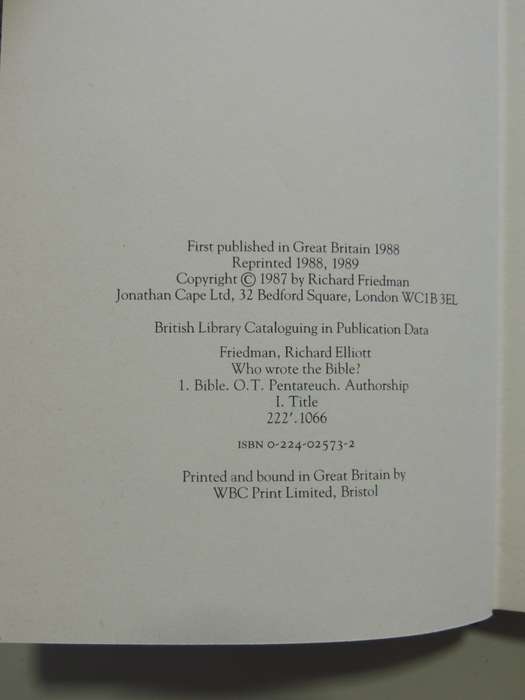 First published in Great Britain 1988
Reprinted 1988, 1989
Copyright © 1987 by Richard Friedman
Jonathan Cape Ltd, 32 Bedford Square, London WC1B 3EL
British Library Cataloguing in Publication Data
Friedman, Richard Elliott
Who wrote the Bible?
1. Bible. O.T. Pentateuch. Authorship
I. Title
222'.1066
ISBN 0-224-02573-2
Printed and bound in Great Britain by
WBC Print Limited, Bristol